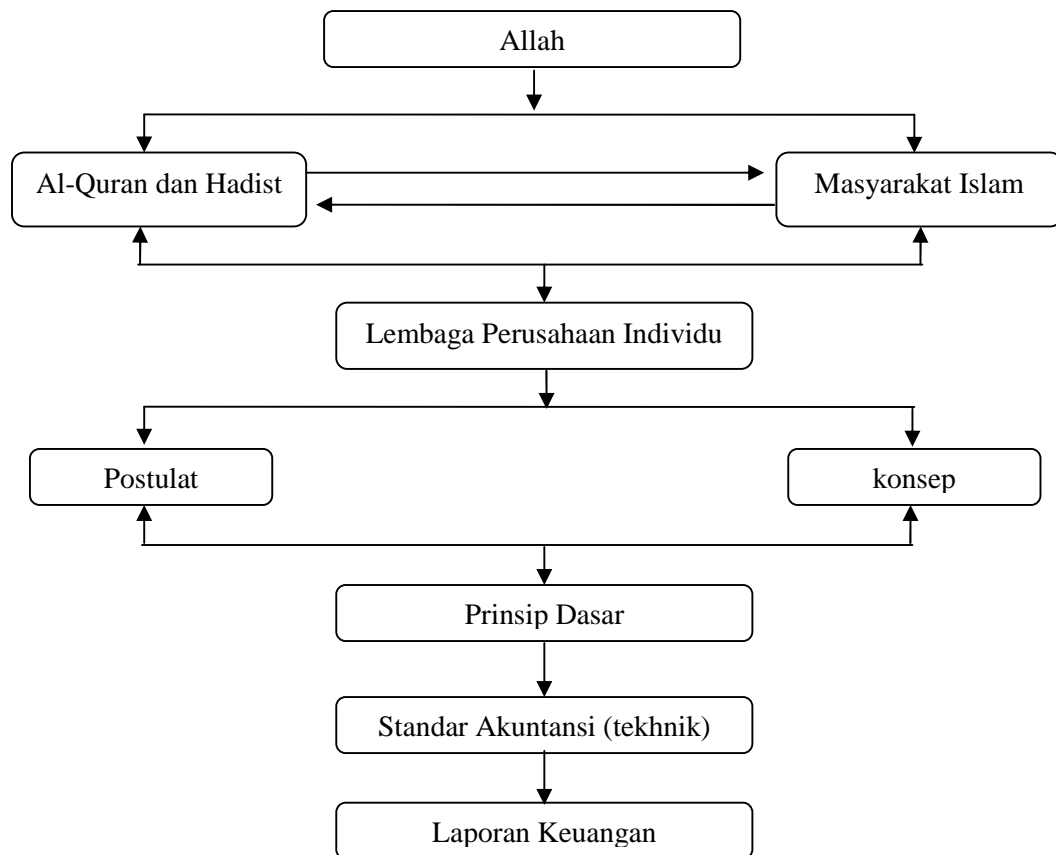 Allah
Al-Quran dan Hadist
Masyarakat Islam
Lembaga Perusahaan Individu
Postulat
konsep
Prinsip Dasar
Standar Akuntansi (tekhnik)
Laporan Keuangan